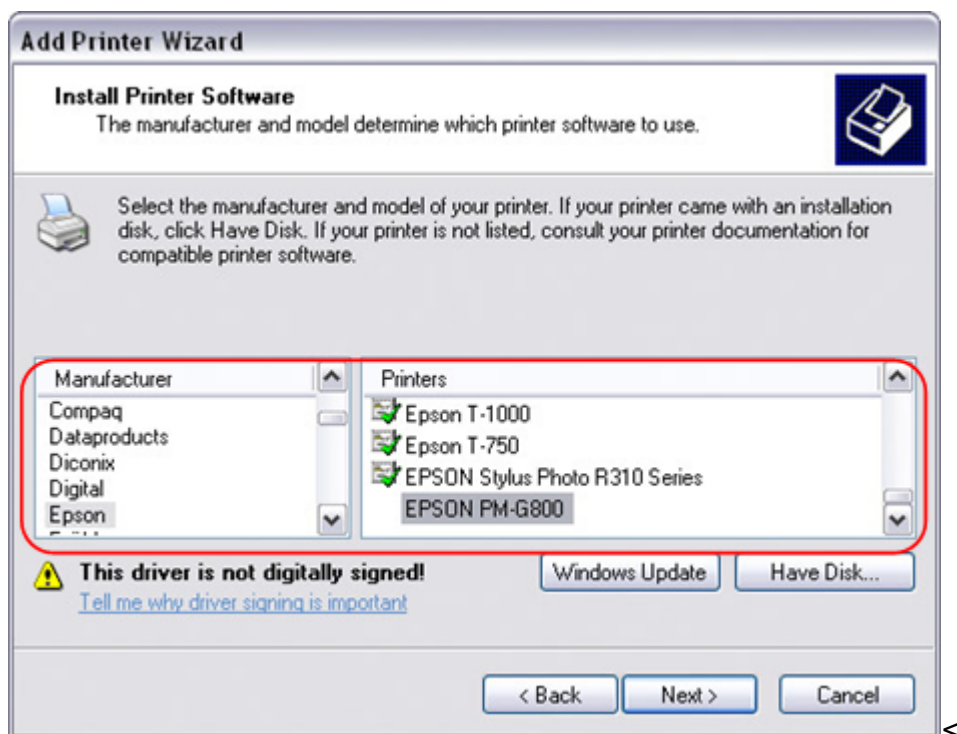 Add Printer Wizard
Install Printer Software
The manufacturer and model determine which printer software to use.
Select the manufacturer and model of your printer. If your printer came with an installation
disk, click Have Disk. If your printer is not listed, consult your printer documentation for
compatible printer software.
Manufacturer
Compaq
Dataproducts
Diconix
Digital
Epson
Printers
Epson T-1000
Epson T-750
EPSON Stylus Photo R310 Series
EPSON PM-G800
This driver is not digitally signed!
Tell me why driver signing is important
Windows Update
Have Disk...
< Back
Next >
Cancel
<